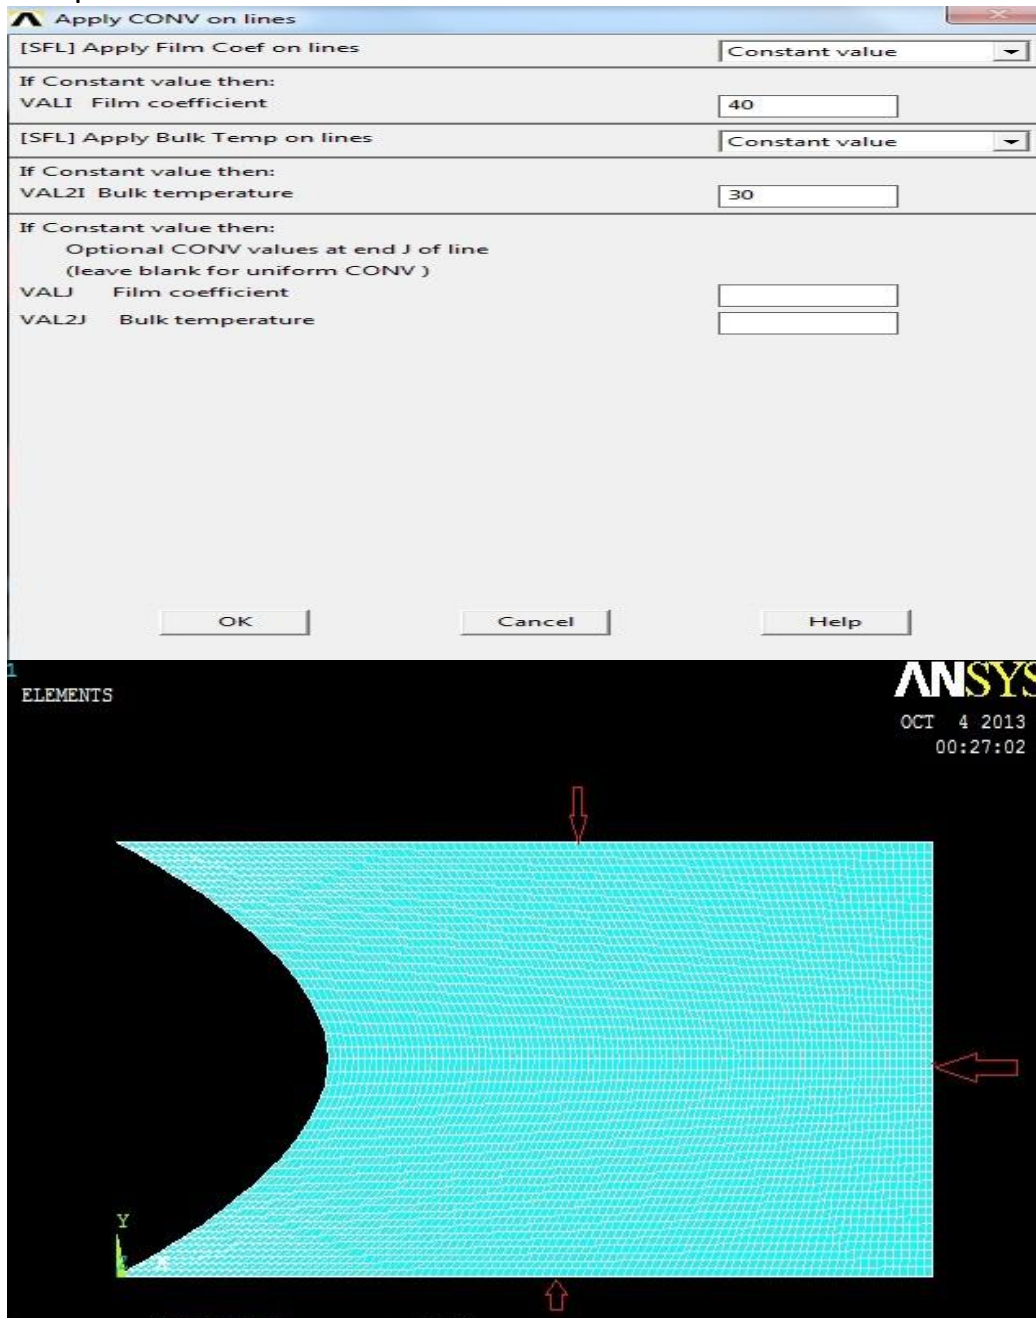 Apply CONV on lines
[SFL] Apply Film Coef on lines
Constant value
If Constant value then:
VALI Film coefficient
40
[SFL] Apply Bulk Temp on lines
Constant value
If Constant value then:
VAL2I Bulk temperature
30
If Constant value then:
Optional CONV values at end J of line
(leave blank for uniform CONV )
VALJ Film coefficient
VAL2J Bulk temperature
OK
Cancel
Help
1
ELEMENTS
ANSYS
OCT 4 2013
00:27:02
Y